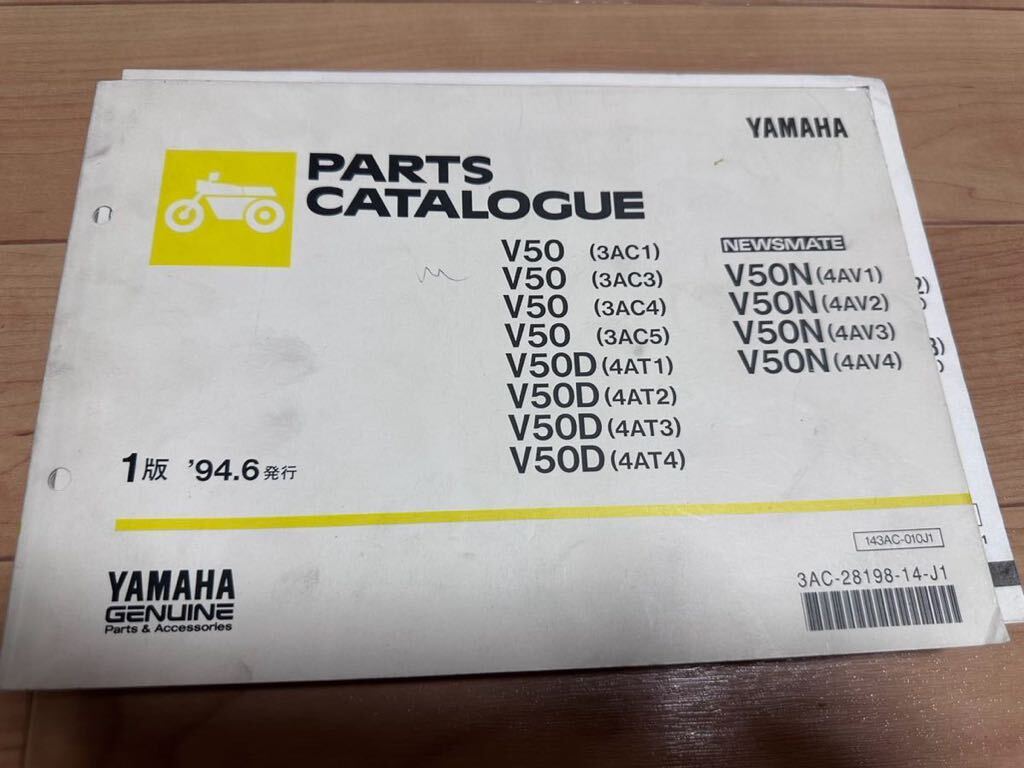 YAMAHA
PARTS
CATALOGUE
V50 (3AC1)
V50 (3AC3)
V50 (3AC4)
V50 (3AC5)
V50D (4AT1)
V50D (4AT2)
V50D (4AT3)
V50D (4AT4)
NEWSMATE
V50N (4AV1)
V50N (4AV2)
V50N (4AV3)
V50N (4AV4)
1版 '94.6発行
143AC-010J1
3AC-28198-14-J1
YAMAHA
GENUINE
Parts & Accessories